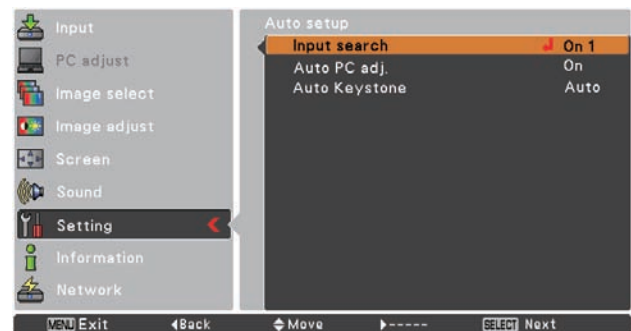 Input
PC adjust
Image select
Image adjust
Screen
Sound
Setting
Information
Network
Auto setup
Input search On 1
Auto PC adj. On
Auto Keystone Auto
MENU Exit ◀Back Move ▶----- SELECT Next